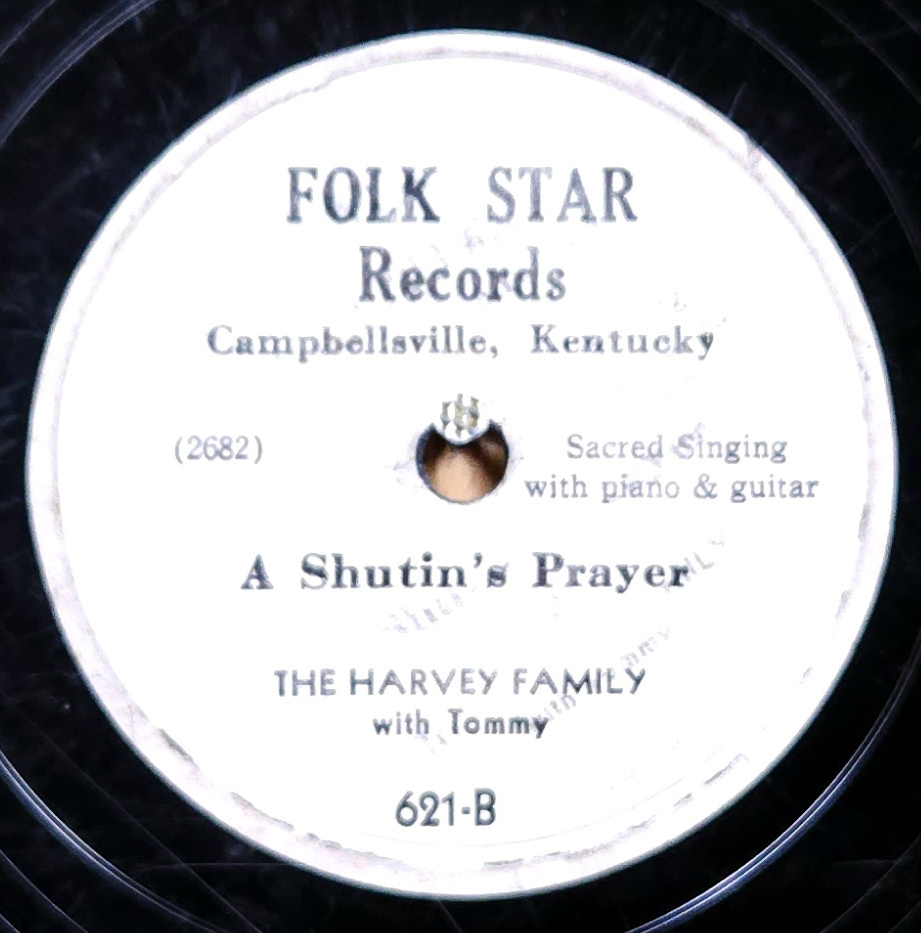 FOLK STAR
Records
Campbellsville, Kentucky
(2682)
Sacred Singing
with piano & guitar
A Shutin's Prayer
THE HARVEY FAMILY
with Tommy
621-B